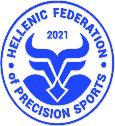 HELLENIC FEDERATION
2021
of PRECISION SPORTS